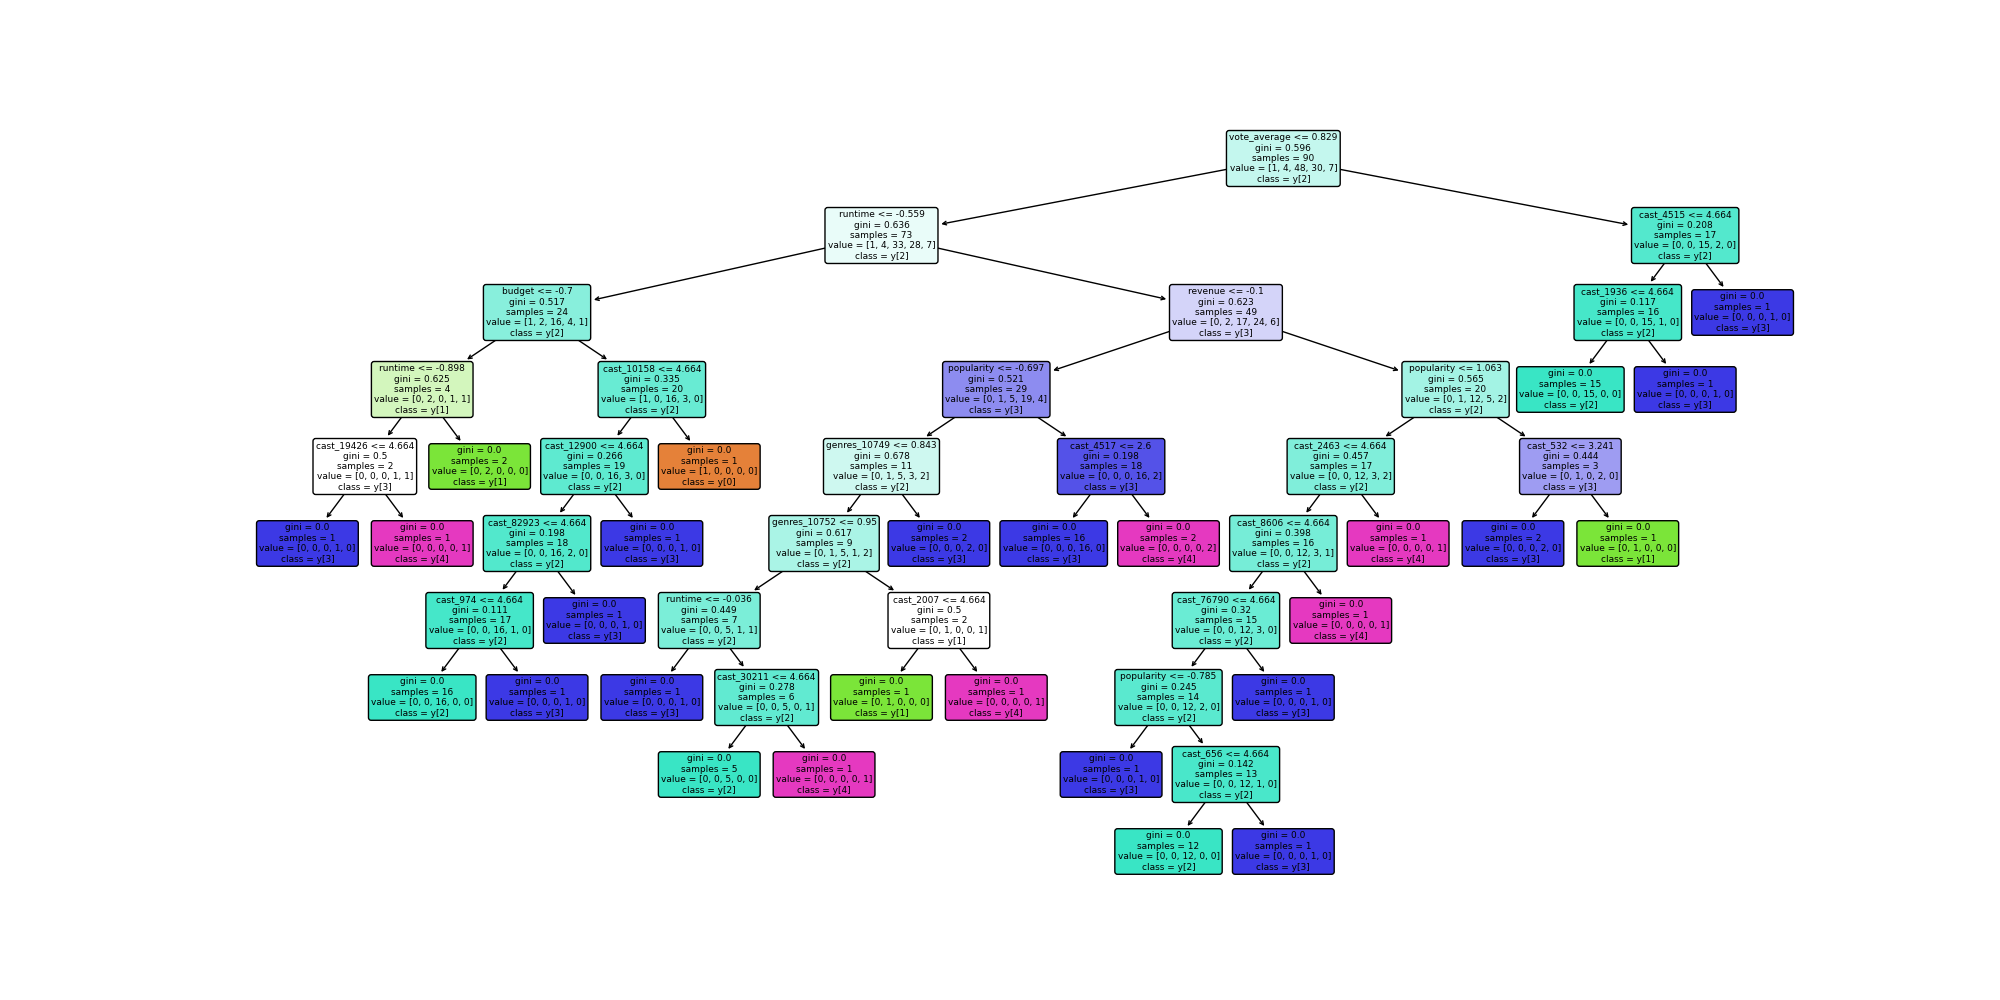 vote_average <= 0.829
gini = 0.596
samples = 90
value = [1, 4, 48, 30, 7]
class = y[2]
runtime <= -0.559
gini = 0.636
samples = 73
value = [1, 4, 33, 28, 7]
class = y[2]
cast_4515 <= 4.664
gini = 0.208
samples = 17
value = [0, 0, 15, 2, 0]
class = y[2]
budget <= -0.7
gini = 0.517
samples = 24
value = [1, 2, 16, 4, 1]
class = y[2]
revenue <= -0.1
gini = 0.623
samples = 49
value = [0, 2, 17, 24, 6]
class = y[3]
cast_1936 <= 4.664
gini = 0.117
samples = 16
value = [0, 0, 15, 1, 0]
class = y[2]
gini = 0.0
samples = 1
value = [0, 0, 0, 1, 0]
class = y[3]
runtime <= -0.898
gini = 0.625
samples = 4
value = [0, 2, 0, 1, 1]
class = y[1]
cast_10158 <= 4.664
gini = 0.335
samples = 20
value = [1, 0, 16, 3, 0]
class = y[2]
popularity <= -0.697
gini = 0.521
samples = 29
value = [0, 1, 5, 19, 4]
class = y[3]
popularity <= 1.063
gini = 0.565
samples = 20
value = [0, 1, 12, 5, 2]
class = y[2]
gini = 0.0
samples = 15
value = [0, 0, 15, 0, 0]
class = y[2]
gini = 0.0
samples = 1
value = [0, 0, 0, 1, 0]
class = y[3]
cast_19426 <= 4.664
gini = 0.5
samples = 2
value = [0, 0, 0, 1, 1]
class = y[3]
gini = 0.0
samples = 2
value = [0, 2, 0, 0, 0]
class = y[1]
cast_12900 <= 4.664
gini = 0.266
samples = 19
value = [0, 0, 16, 3, 0]
class = y[2]
gini = 0.0
samples = 1
value = [1, 0, 0, 0, 0]
class = y[0]
genres_10749 <= 0.843
gini = 0.678
samples = 11
value = [0, 1, 5, 3, 2]
class = y[2]
cast_4517 <= 2.6
gini = 0.198
samples = 18
value = [0, 0, 0, 16, 2]
class = y[3]
cast_2463 <= 4.664
gini = 0.457
samples = 17
value = [0, 0, 12, 3, 2]
class = y[2]
cast_532 <= 3.241
gini = 0.444
samples = 3
value = [0, 1, 0, 2, 0]
class = y[3]
gini = 0.0
samples = 1
value = [0, 0, 0, 1, 0]
class = y[3]
gini = 0.0
samples = 1
value = [0, 0, 0, 0, 1]
class = y[4]
cast_82923 <= 4.664
gini = 0.198
samples = 18
value = [0, 0, 16, 2, 0]
class = y[2]
gini = 0.0
samples = 1
value = [0, 0, 0, 1, 0]
class = y[3]
genres_10752 <= 0.95
gini = 0.617
samples = 9
value = [0, 1, 5, 1, 2]
class = y[2]
gini = 0.0
samples = 2
value = [0, 0, 0, 2, 0]
class = y[3]
gini = 0.0
samples = 16
value = [0, 0, 0, 16, 0]
class = y[3]
gini = 0.0
samples = 2
value = [0, 0, 0, 0, 2]
class = y[4]
cast_8606 <= 4.664
gini = 0.398
samples = 16
value = [0, 0, 12, 3, 1]
class = y[2]
gini = 0.0
samples = 1
value = [0, 0, 0, 0, 1]
class = y[4]
gini = 0.0
samples = 2
value = [0, 0, 0, 2, 0]
class = y[3]
gini = 0.0
samples = 1
value = [0, 1, 0, 0, 0]
class = y[1]
cast_974 <= 4.664
gini = 0.111
samples = 17
value = [0, 0, 16, 1, 0]
class = y[2]
gini = 0.0
samples = 1
value = [0, 0, 0, 1, 0]
class = y[3]
runtime <= -0.036
gini = 0.449
samples = 7
value = [0, 0, 5, 1, 1]
class = y[2]
cast_2007 <= 4.664
gini = 0.5
samples = 2
value = [0, 1, 0, 0, 1]
class = y[1]
cast_76790 <= 4.664
gini = 0.32
samples = 15
value = [0, 0, 12, 3, 0]
class = y[2]
gini = 0.0
samples = 1
value = [0, 0, 0, 0, 1]
class = y[4]
gini = 0.0
samples = 16
value = [0, 0, 16, 0, 0]
class = y[2]
gini = 0.0
samples = 1
value = [0, 0, 0, 1, 0]
class = y[3]
gini = 0.0
samples = 1
value = [0, 0, 0, 1, 0]
class = y[3]
cast_30211 <= 4.664
gini = 0.278
samples = 6
value = [0, 0, 5, 0, 1]
class = y[2]
gini = 0.0
samples = 1
value = [0, 1, 0, 0, 0]
class = y[1]
gini = 0.0
samples = 1
value = [0, 0, 0, 0, 1]
class = y[4]
popularity <= -0.785
gini = 0.245
samples = 14
value = [0, 0, 12, 2, 0]
class = y[2]
gini = 0.0
samples = 1
value = [0, 0, 0, 1, 0]
class = y[3]
gini = 0.0
samples = 5
value = [0, 0, 5, 0, 0]
class = y[2]
gini = 0.0
samples = 1
value = [0, 0, 0, 0, 1]
class = y[4]
gini = 0.0
samples = 1
value = [0, 0, 0, 1, 0]
class = y[3]
cast_656 <= 4.664
gini = 0.142
samples = 13
value = [0, 0, 12, 1, 0]
class = y[2]
gini = 0.0
samples = 12
value = [0, 0, 12, 0, 0]
class = y[2]
gini = 0.0
samples = 1
value = [0, 0, 0, 1, 0]
class = y[3]